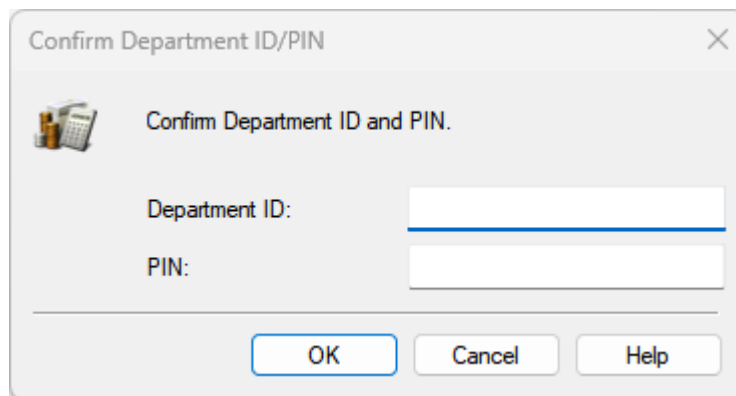 Confirm Department ID/PIN
Confirm Department ID and PIN.
Department ID:
PIN:
OK Cancel Help